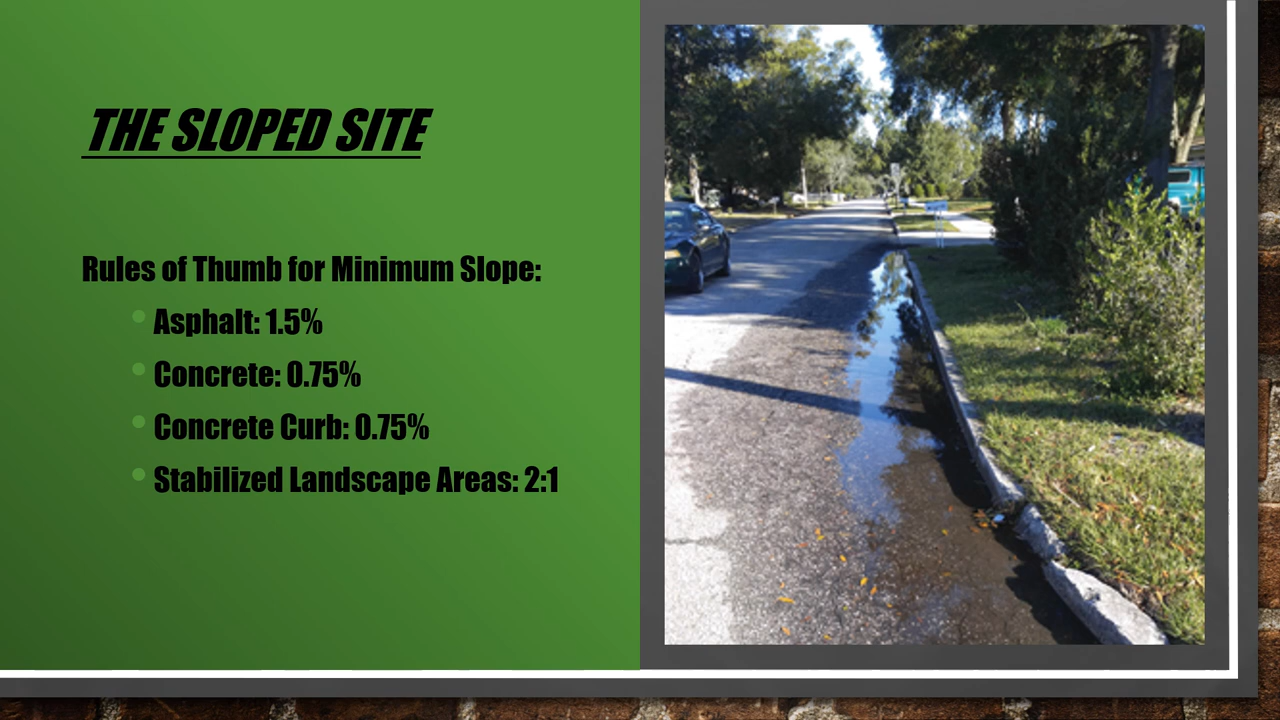 THE SLOPED SITE
Rules of Thumb for Minimum Slope:
Asphalt: 1.5%
Concrete: 0.75%
Concrete Curb: 0.75%
Stabilized Landscape Areas: 2:1